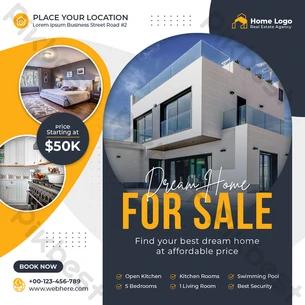 PLACE YOUR LOCATION
Location Business Street Road #2
Home Logo
Real Estate Agency
Price
Starting at
$50K
Dream Home
FOR SALE
Find your best dream home
at affordable price
BOOK NOW
+00-123-456-789
www.webhere.com
Open Kitchen
Kitchen Rooms
Swimming Pool
5 Bedrooms
1 Living Room
Best Security